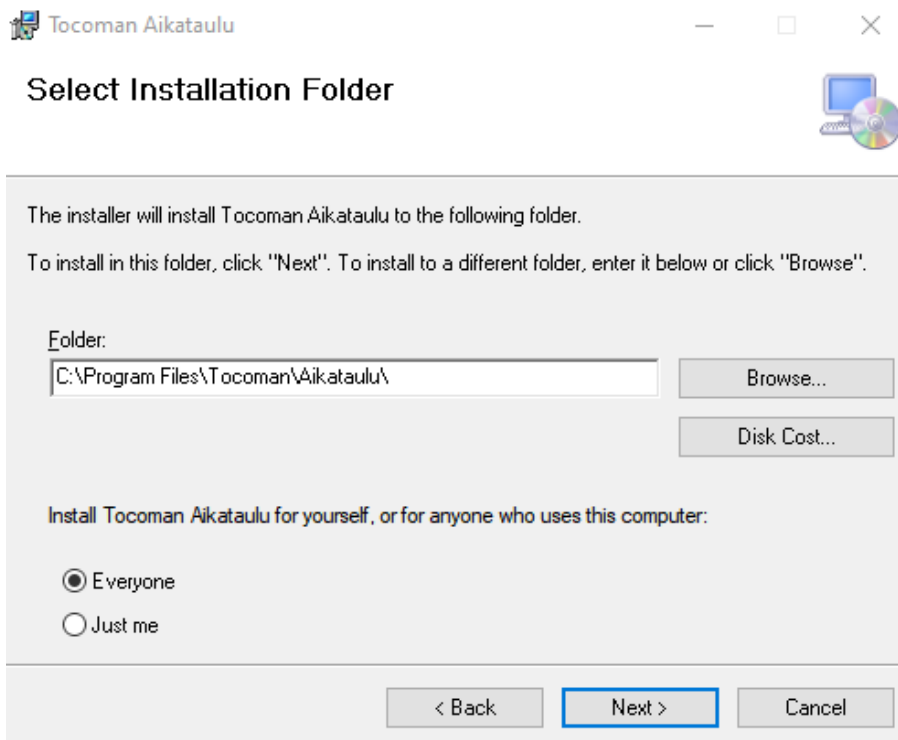 Tocoman Aikataulu
Select Installation Folder
The installer will install Tocoman Aikataulu to the following folder.
To install in this folder, click "Next". To install to a different folder, enter it below or click "Browse".
Folder:
C:\Program Files\Tocoman\Aikataulu\
Browse...
Disk Cost...
Install Tocoman Aikataulu for yourself, or for anyone who uses this computer:
Everyone
Just me
< Back
Next >
Cancel